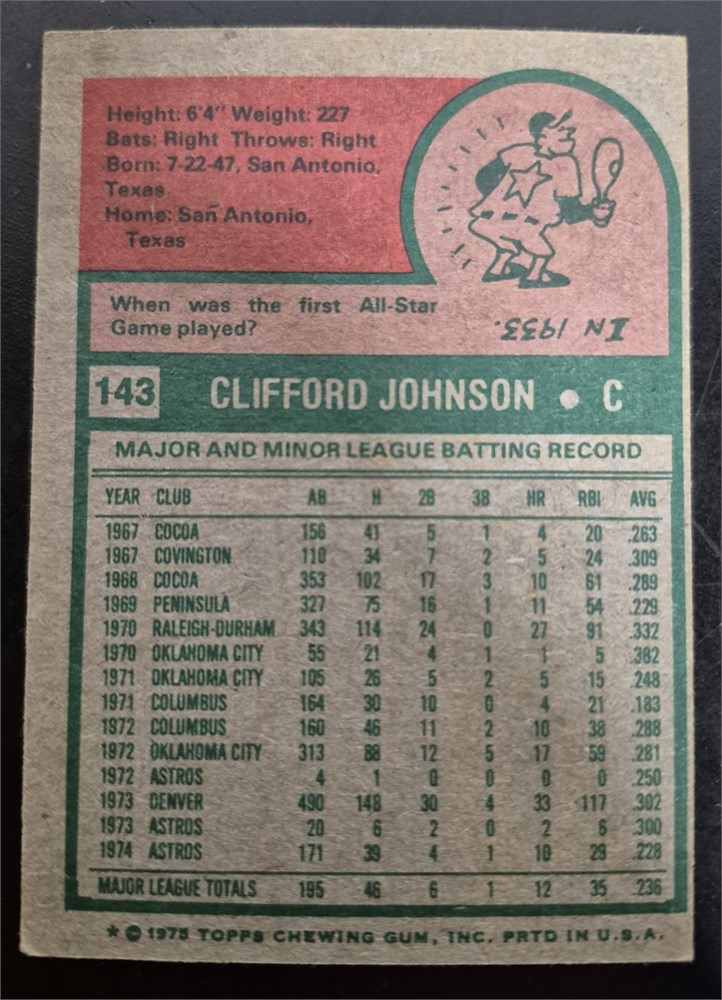 Height: 6'4" Weight: 227
Bats: Right Throws: Right
Born: 7-22-47, San Antonio,
Texas
Home: San Antonio,
Texas
When was the first All-Star
Game played?
IN 1933.
143 CLIFFORD JOHNSON • C
MAJOR AND MINOR LEAGUE BATTING RECORD
YEAR CLUB AB H 2B 3B HR RBI AVG
1967 COCOA 156 41 5 1 4 20 .263
1967 COVINGTON 110 34 7 2 5 24 .309
1968 COCOA 353 102 17 3 10 61 .289
1969 PENINSULA 327 75 16 1 11 54 .229
1970 RALEIGH-DURHAM 343 114 24 0 27 91 .332
1970 OKLAHOMA CITY 55 21 4 1 1 5 .382
1971 OKLAHOMA CITY 105 26 5 2 5 15 .248
1971 COLUMBUS 164 30 10 0 4 21 .183
1972 COLUMBUS 160 46 11 2 10 38 .288
1972 OKLAHOMA CITY 313 88 12 5 17 59 .281
1972 ASTROS 4 1 0 0 0 0 .250
1973 DENVER 490 148 30 4 33 117 .302
1973 ASTROS 20 6 2 0 2 6 .300
1974 ASTROS 171 39 4 1 10 29 .228
MAJOR LEAGUE TOTALS 195 46 6 1 12 35 .236
★ © 1975 TOPPS CHEWING GUM, INC. PRTD IN U.S.A.